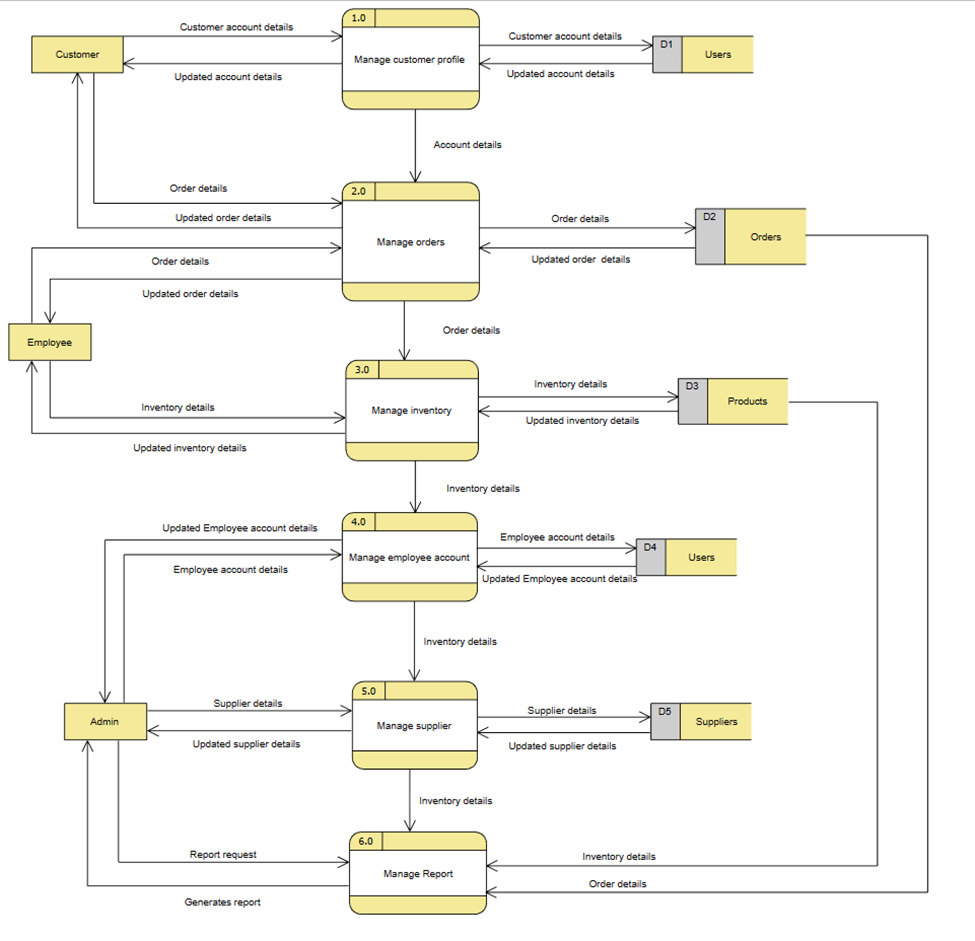 1.0
Customer account details
Customer account details
D1
Customer
Manage customer profile
Users
Updated account details
Updated account details
Account details
Order details
2.0
Updated order details
Order details
D2
Manage orders
Orders
Order details
Updated order  details
Updated order details
Order details
Employee
3.0
Inventory details
D3
Inventory details
Manage inventory
Products
Updated inventory details
Updated inventory details
Inventory details
4.0
Updated Employee account details
Employee account details
D4
Manage employee account
Users
Employee account details
Updated Employee account details
Inventory details
5.0
Supplier details
Supplier details
D5
Admin
Manage supplier
Suppliers
Updated supplier details
Updated supplier details
Inventory details
6.0
Report request
Inventory details
Manage Report
Order details
Generates report